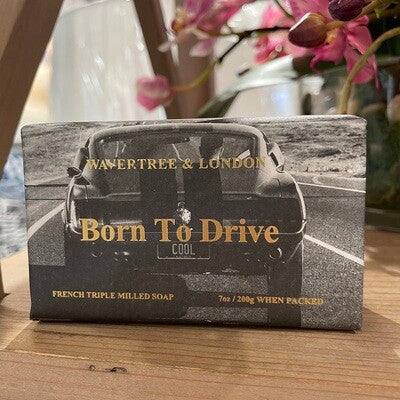 WAVERTREE & LONDON
Born To Drive
COOL
FRENCH TRIPLE MILLED SOAP
7oz / 200g WHEN PACKED